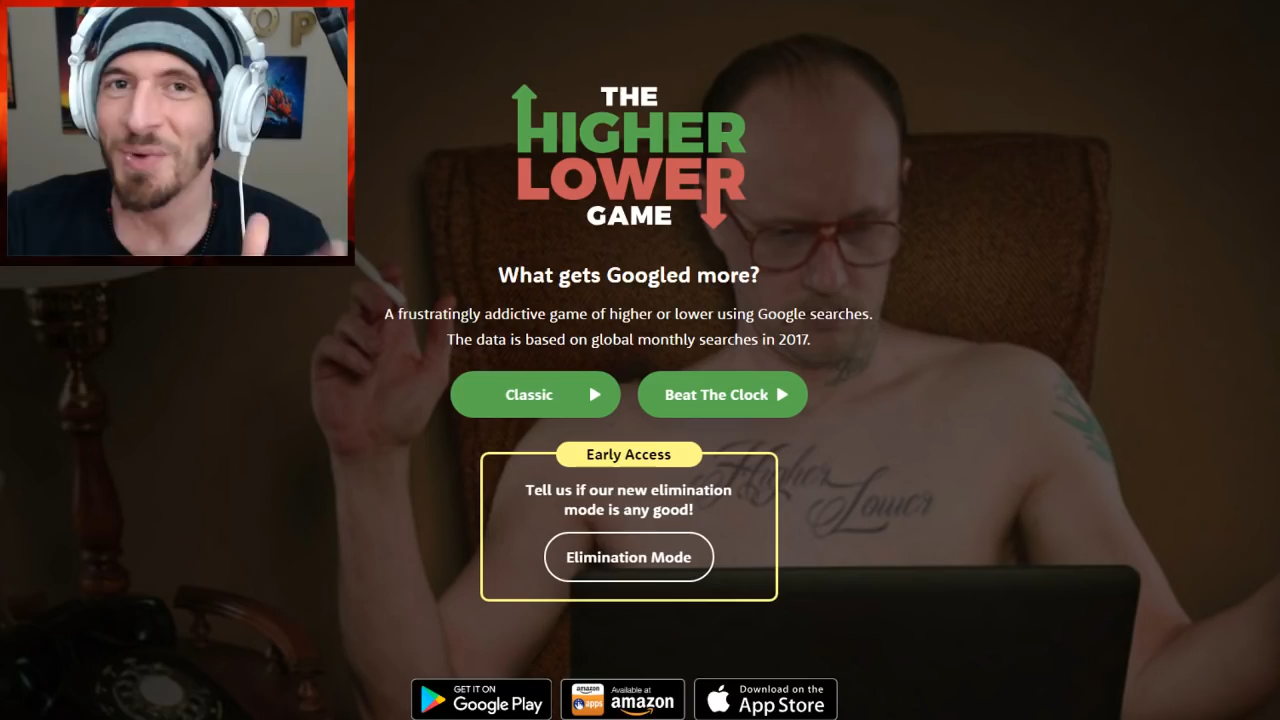 OP
THE
HIGHER
LOWER
GAME
What gets Googled more?
A frustratingly addictive game of higher or lower using Google searches.
The data is based on global monthly searches in 2017.
Classic
Beat The Clock
Early Access
Higher
Lower
Tell us if our new elimination
mode is any good!
Elimination Mode
GET IT ON
Google Play
amazon
apps
Available at
amazon
Download on the
App Store